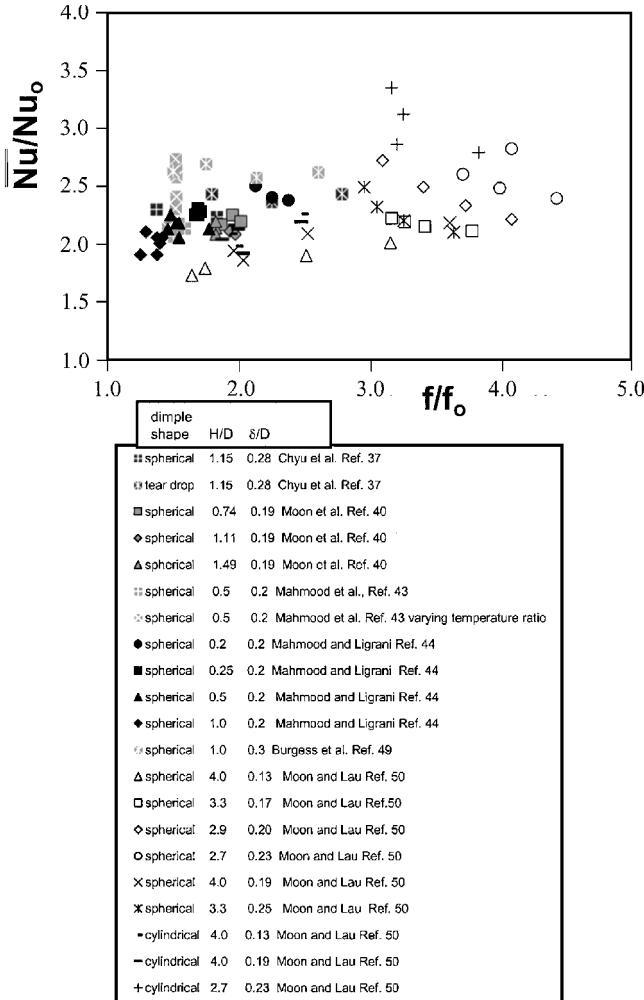 4.0
3.5
3.0
Nu/Nuo
2.5
2.0
1.5
1.0
1.0 2.0 3.0 4.0 5.0
f/fo
dimple
shape H/D δ/D
spherical 1.15 0.28 Chyu et al. Ref. 37
tear drop 1.15 0.28 Chyu et al. Ref. 37
spherical 0.74 0.19 Moon et al. Ref. 40
spherical 1.11 0.19 Moon et al. Ref. 40
spherical 1.49 0.19 Moon et al. Ref. 40
spherical 0.5 0.2 Mahmood et al., Ref. 43
spherical 0.5 0.2 Mahmood et al. Ref. 43 varying temperature ratio
spherical 0.2 0.2 Mahmood and Ligrani Ref. 44
spherical 0.25 0.2 Mahmood and Ligrani Ref. 44
spherical 0.5 0.2 Mahmood and Ligrani Ref. 44
spherical 1.0 0.2 Mahmood and Ligrani Ref. 44
spherical 1.0 0.3 Burgess et al. Ref. 49
spherical 4.0 0.13 Moon and Lau Ref. 50
spherical 3.3 0.17 Moon and Lau Ref.50
spherical 2.9 0.20 Moon and Lau Ref. 50
spherical 2.7 0.23 Moon and Lau Ref. 50
spherical 4.0 0.19 Moon and Lau Ref. 50
spherical 3.3 0.25 Moon and Lau Ref. 50
cylindrical 4.0 0.13 Moon and Lau Ref. 50
cylindrical 4.0 0.19 Moon and Lau Ref. 50
cylindrical 2.7 0.23 Moon and Lau Ref. 50